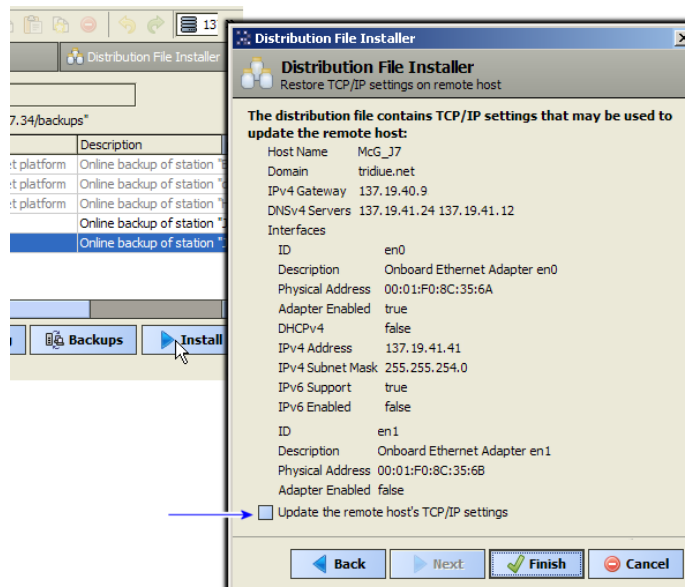 13
Distribution File Installer
7.34/backups"
Description
et platform Online backup of station "
et platform Online backup of station "
et platform Online backup of station "
Online backup of station "
Online backup of station "
Backups
Install
Distribution File Installer
Distribution File Installer
Restore TCP/IP settings on remote host
The distribution file contains TCP/IP settings that may be used to
update the remote host:
Host Name McG_J7
Domain tridiue.net
IPv4 Gateway 137.19.40.9
DNSv4 Servers 137.19.41.24 137.19.41.12
Interfaces
ID en0
Description Onboard Ethernet Adapter en0
Physical Address 00:01:F0:8C:35:6A
Adapter Enabled true
DHCPv4 false
IPv4 Address 137.19.41.41
IPv4 Subnet Mask 255.255.254.0
IPv6 Support true
IPv6 Enabled false
ID en1
Description Onboard Ethernet Adapter en1
Physical Address 00:01:F0:8C:35:6B
Adapter Enabled false
Update the remote host's TCP/IP settings
Back
Next
Finish
Cancel